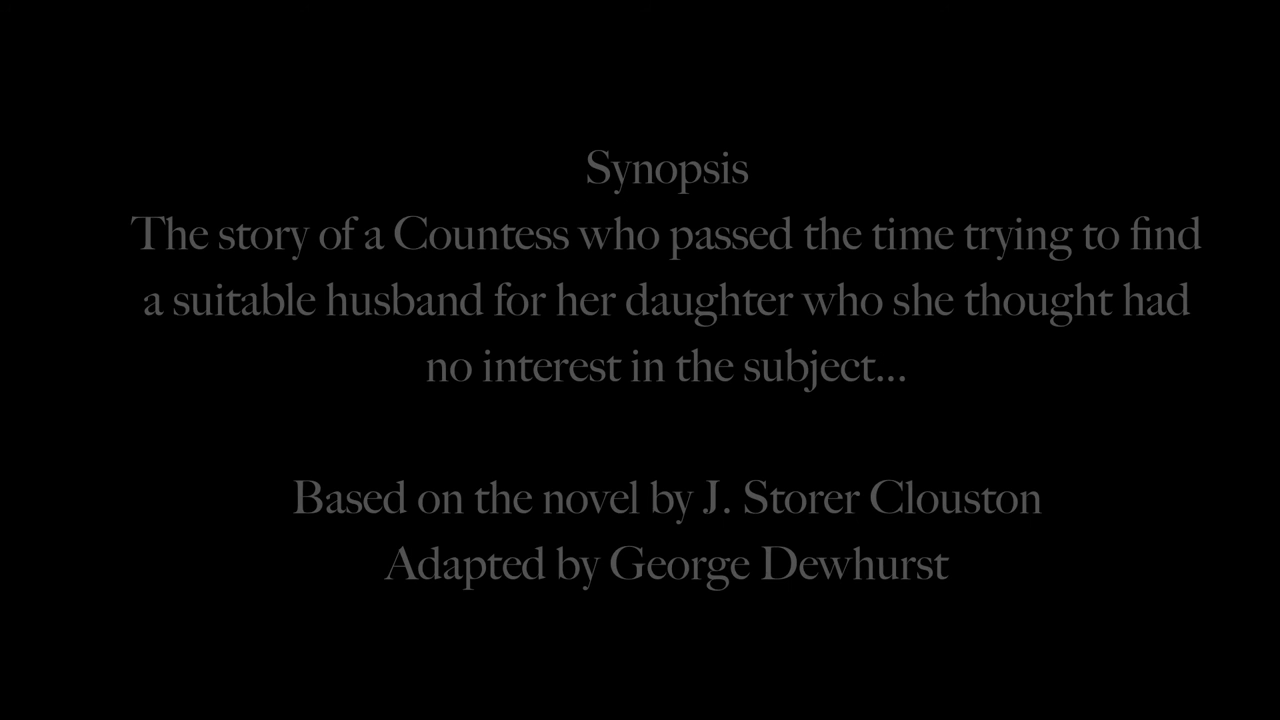 Synopsis
The story of a Countess who passed the time trying to find
a suitable husband for her daughter who she thought had
no interest in the subject...
Based on the novel by J. Storer Clouston
Adapted by George Dewhurst